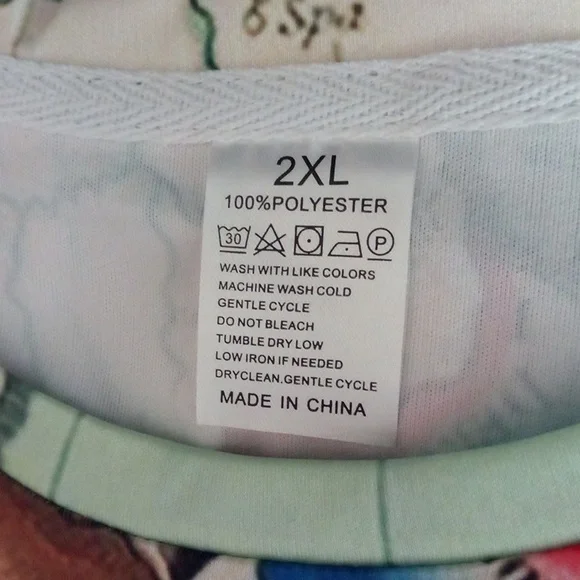 2XL
100%POLYESTER
30 P
WASH WITH LIKE COLORS
MACHINE WASH COLD
GENTLE CYCLE
DO NOT BLEACH
TUMBLE DRY LOW
LOW IRON IF NEEDED
DRYCLEAN.GENTLE CYCLE
MADE IN CHINA